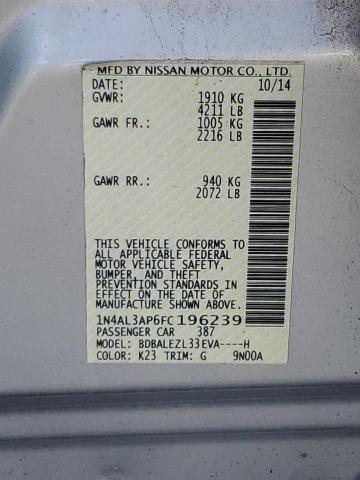 MFD BY NISSAN MOTOR CO., LTD.
DATE: 10/14
GVWR: 1910 KG
4211 LB
GAWR FR: 1005 KG
2216 LB
GAWR RR: 940 KG
2072 LB
THIS VEHICLE CONFORMS TO
ALL APPLICABLE FEDERAL
MOTOR VEHICLE SAFETY,
BUMPER, AND THEFT
PREVENTION STANDARDS
IN EFFECT ON THE DATE OF
MANUFACTURE SHOWN ABOVE.
1N4AL3AP6FC196239
PASSENGER CAR 387
MODEL: BDBALEZL33EVA----H
COLOR: K23 TRIM: G 9N00A